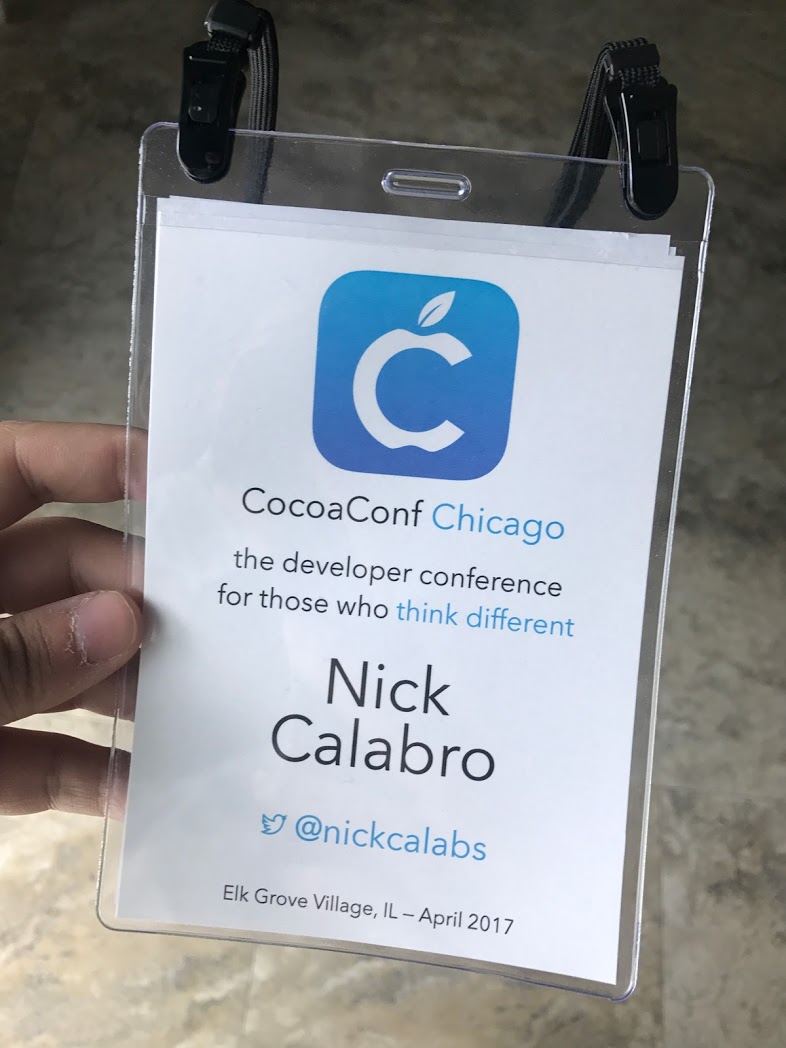 CocoaConf Chicago
the developer conference
for those who think different
Nick
Calabro
@nickcalabs
Elk Grove Village, IL – April 2017